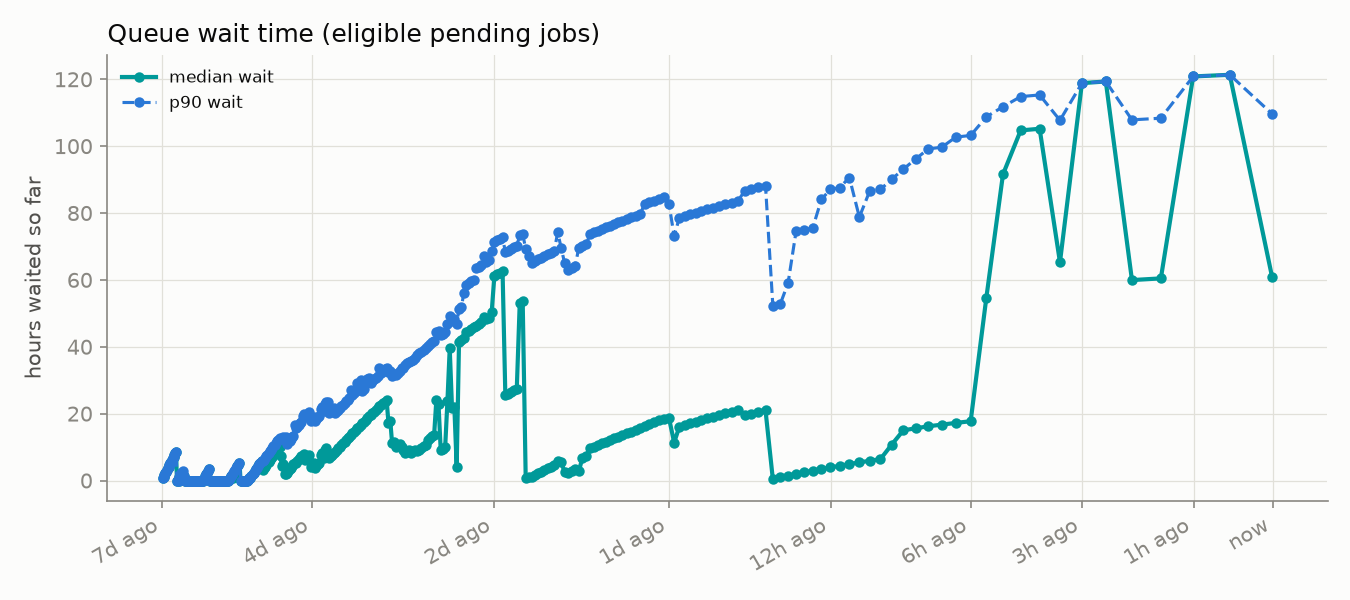 Queue wait time (eligible pending jobs)
median wait
p90 wait
hours waited so far
120
100
80
60
40
20
0
7d ago
4d ago
2d ago
1d ago
12h ago
6h ago
3h ago
1h ago
now